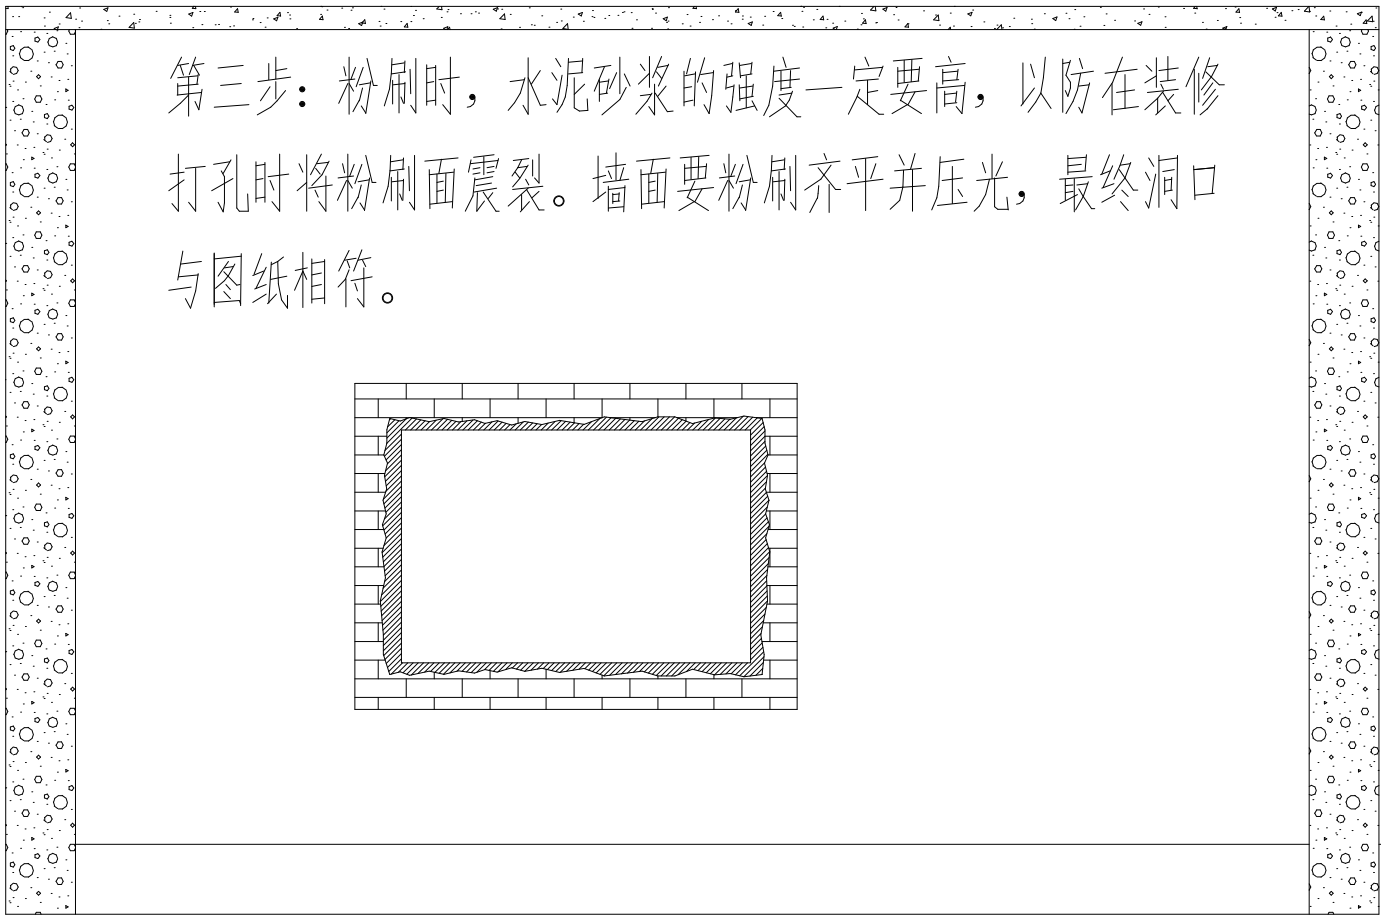 第三步：粉刷时，水泥砂浆的强度一定要高，以防在装修
打孔时将粉刷面震裂。墙面要粉刷齐平并压光，最终洞口
与图纸相符。